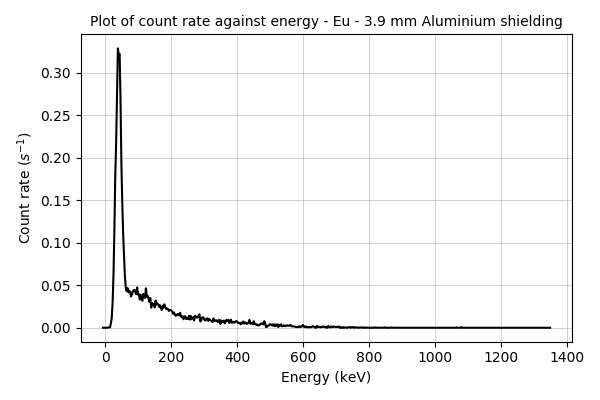 Plot of count rate against energy - Eu - 3.9 mm Aluminium shielding
Count rate (s⁻¹)
0.30
0.25
0.20
0.15
0.10
0.05
0.00
0 200 400 600 800 1000 1200 1400
Energy (keV)